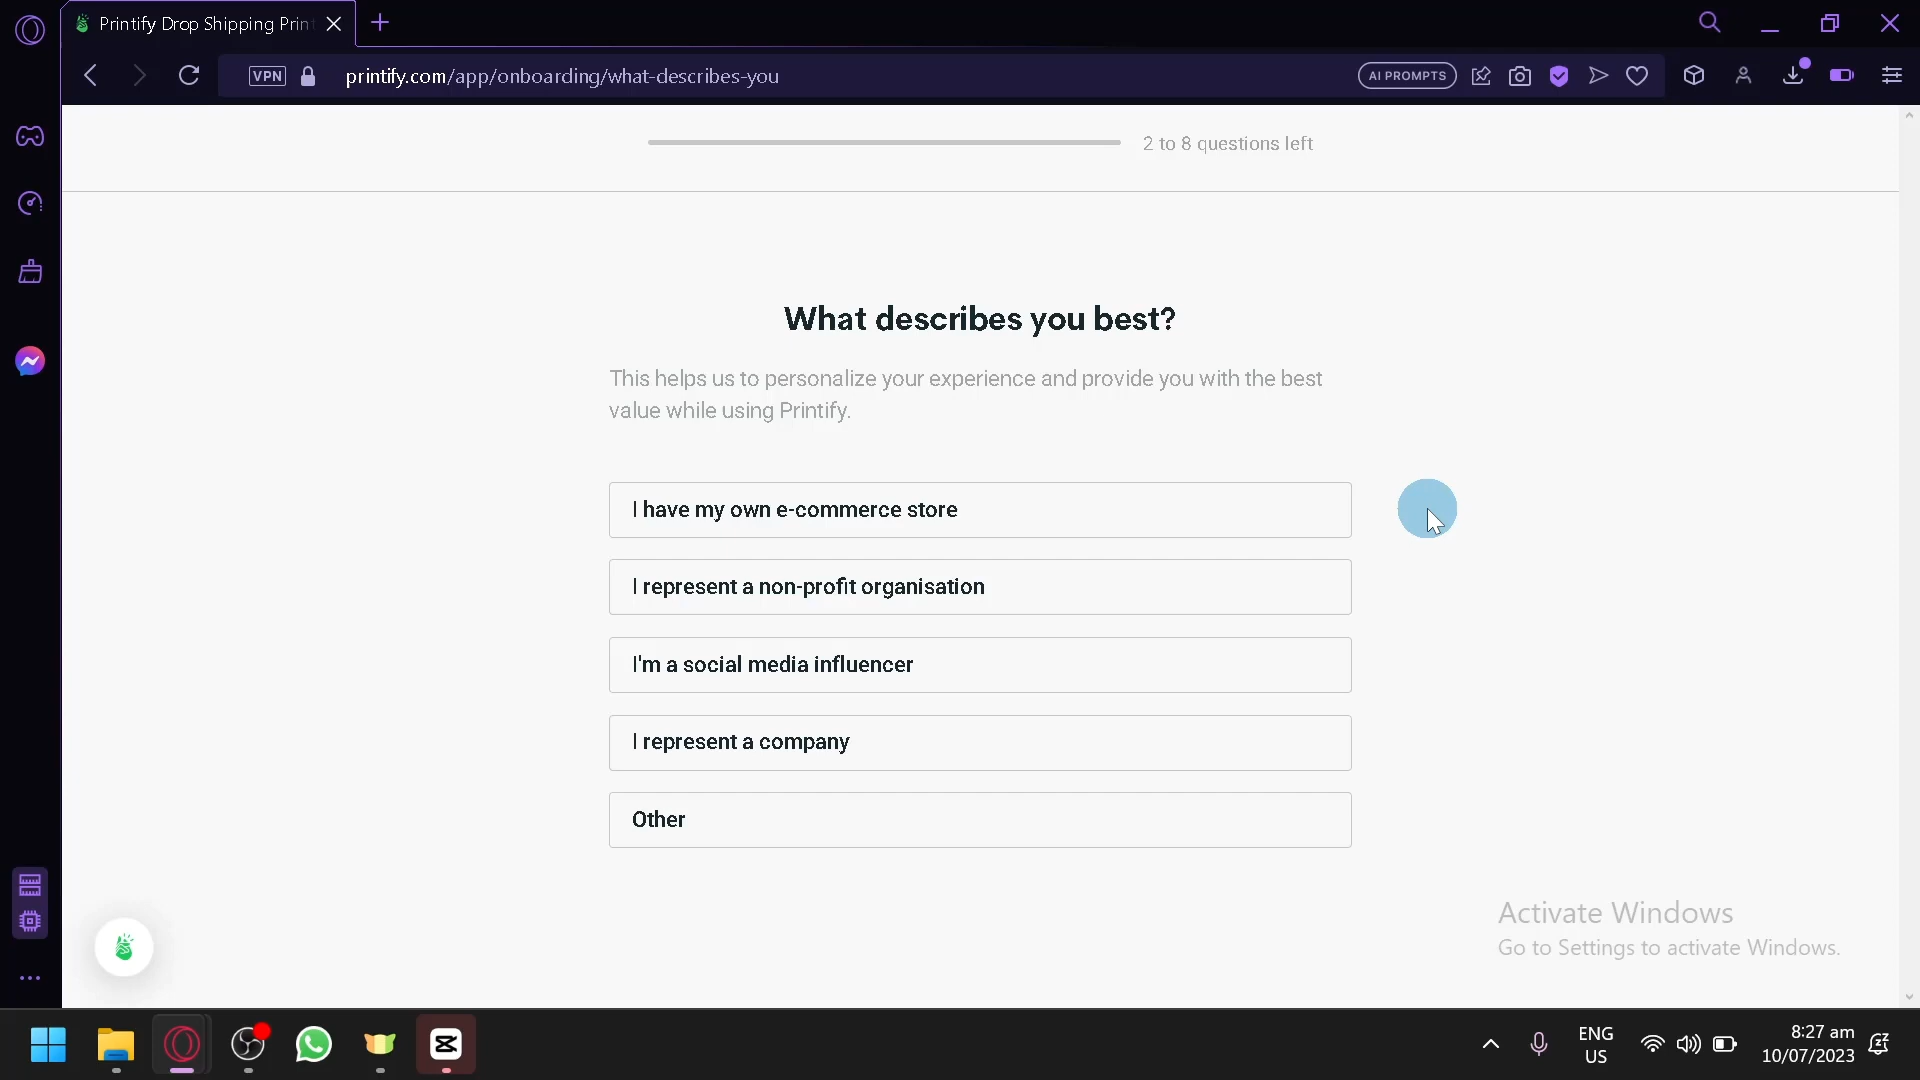 Printify Drop Shipping Prin
VPN
printify.com/app/onboarding/what-describes-you
AI PROMPTS
2 to 8 questions left
What describes you best?
This helps us to personalize your experience and provide you with the best
value while using Printify.
I have my own e-commerce store
I represent a non-profit organisation
I'm a social media influencer
I represent a company
Other
Activate Windows
Go to Settings to activate Windows.
ENG
US
8:27 am
10/07/2023